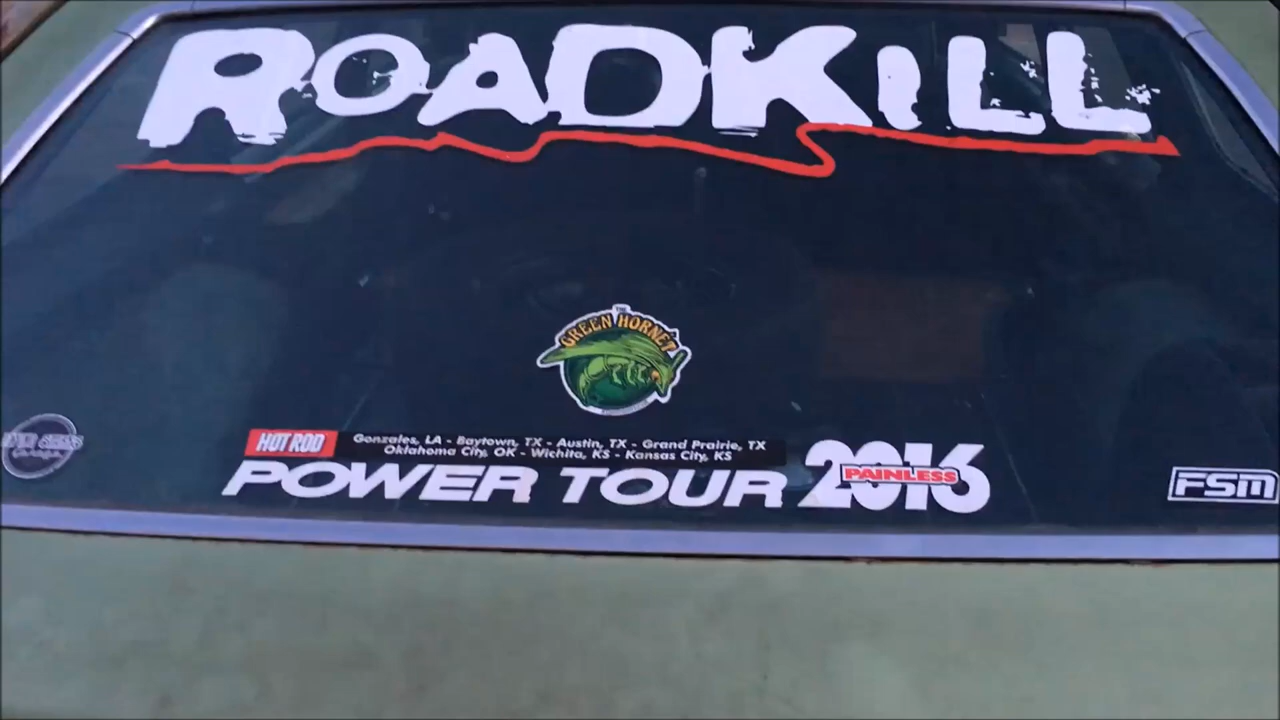 ROADKILL
THE
GREEN HORNET
HOT ROD
Gonzales, LA - Baytown, TX - Austin, TX - Grand Prairie, TX
Oklahoma City, OK - Wichita, KS - Kansas City, KS
POWER TOUR 2016
PAINLESS
FSM